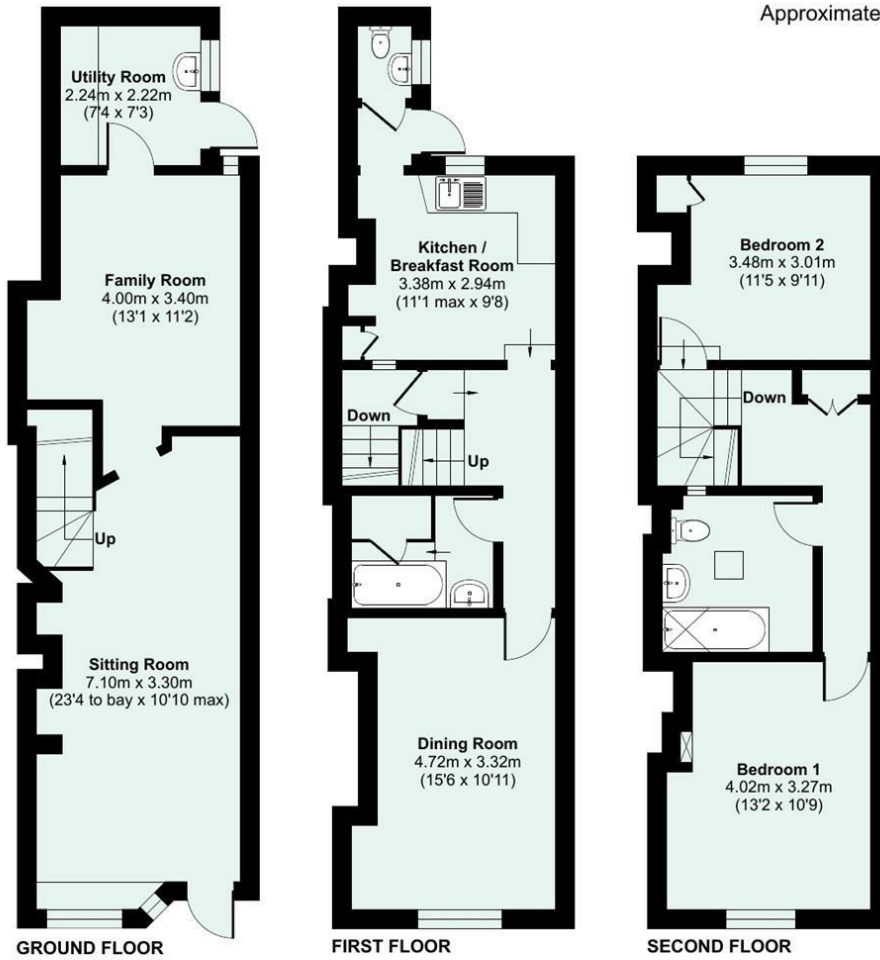 Approximate
Utility Room
2.24m x 2.22m
(7'4 x 7'3)
Family Room
4.00m x 3.40m
(13'1 x 11'2)
Up
Sitting Room
7.10m x 3.30m
(23'4 to bay x 10'10 max)
GROUND FLOOR
Kitchen /
Breakfast Room
3.38m x 2.94m
(11'1 max x 9'8)
Down
Up
Dining Room
4.72m x 3.32m
(15'6 x 10'11)
FIRST FLOOR
Bedroom 2
3.48m x 3.01m
(11'5 x 9'11)
Down
Bedroom 1
4.02m x 3.27m
(13'2 x 10'9)
SECOND FLOOR